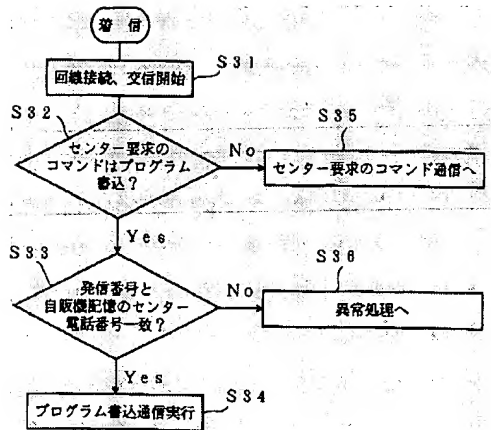 着 信
S31
回線接続、交信開始
S32
センター要求の
コマンドはプログラム
書込?
No
S35
センター要求のコマンド通信へ
Yes
S33
発信番号と
自販機記憶のセンター
電話番号一致?
No
S36
異常処理へ
Yes
S34
プログラム書込通信実行